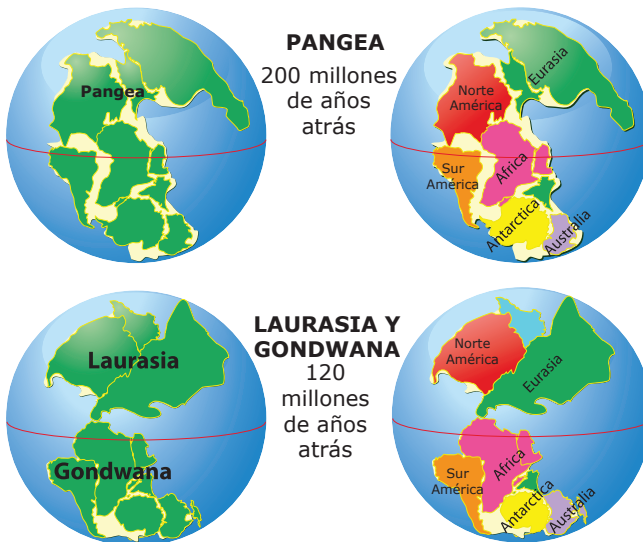 PANGEA
200 millones
de años
atrás
Pangea
Norte
América
Eurasia
Sur
América
Africa
Antarctica
Australia
LAURASIA Y
GONDWANA
120
millones
de años
atrás
Laurasia
Gondwana
Norte
América
Eurasia
Sur
América
Africa
Antarctica
Australia